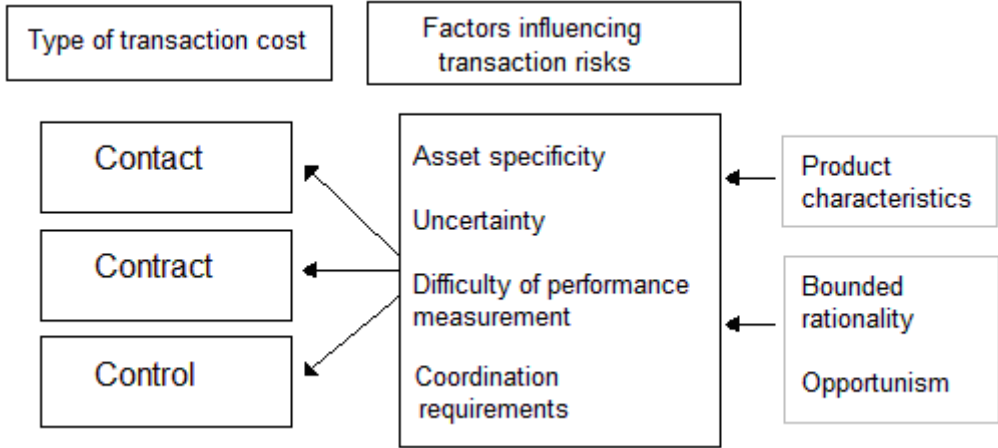 Type of transaction cost
Factors influencing
transaction risks
Contact
Contract
Control
Asset specificity
Uncertainty
Difficulty of performance
measurement
Coordination
requirements
Product
characteristics
Bounded
rationality
Opportunism